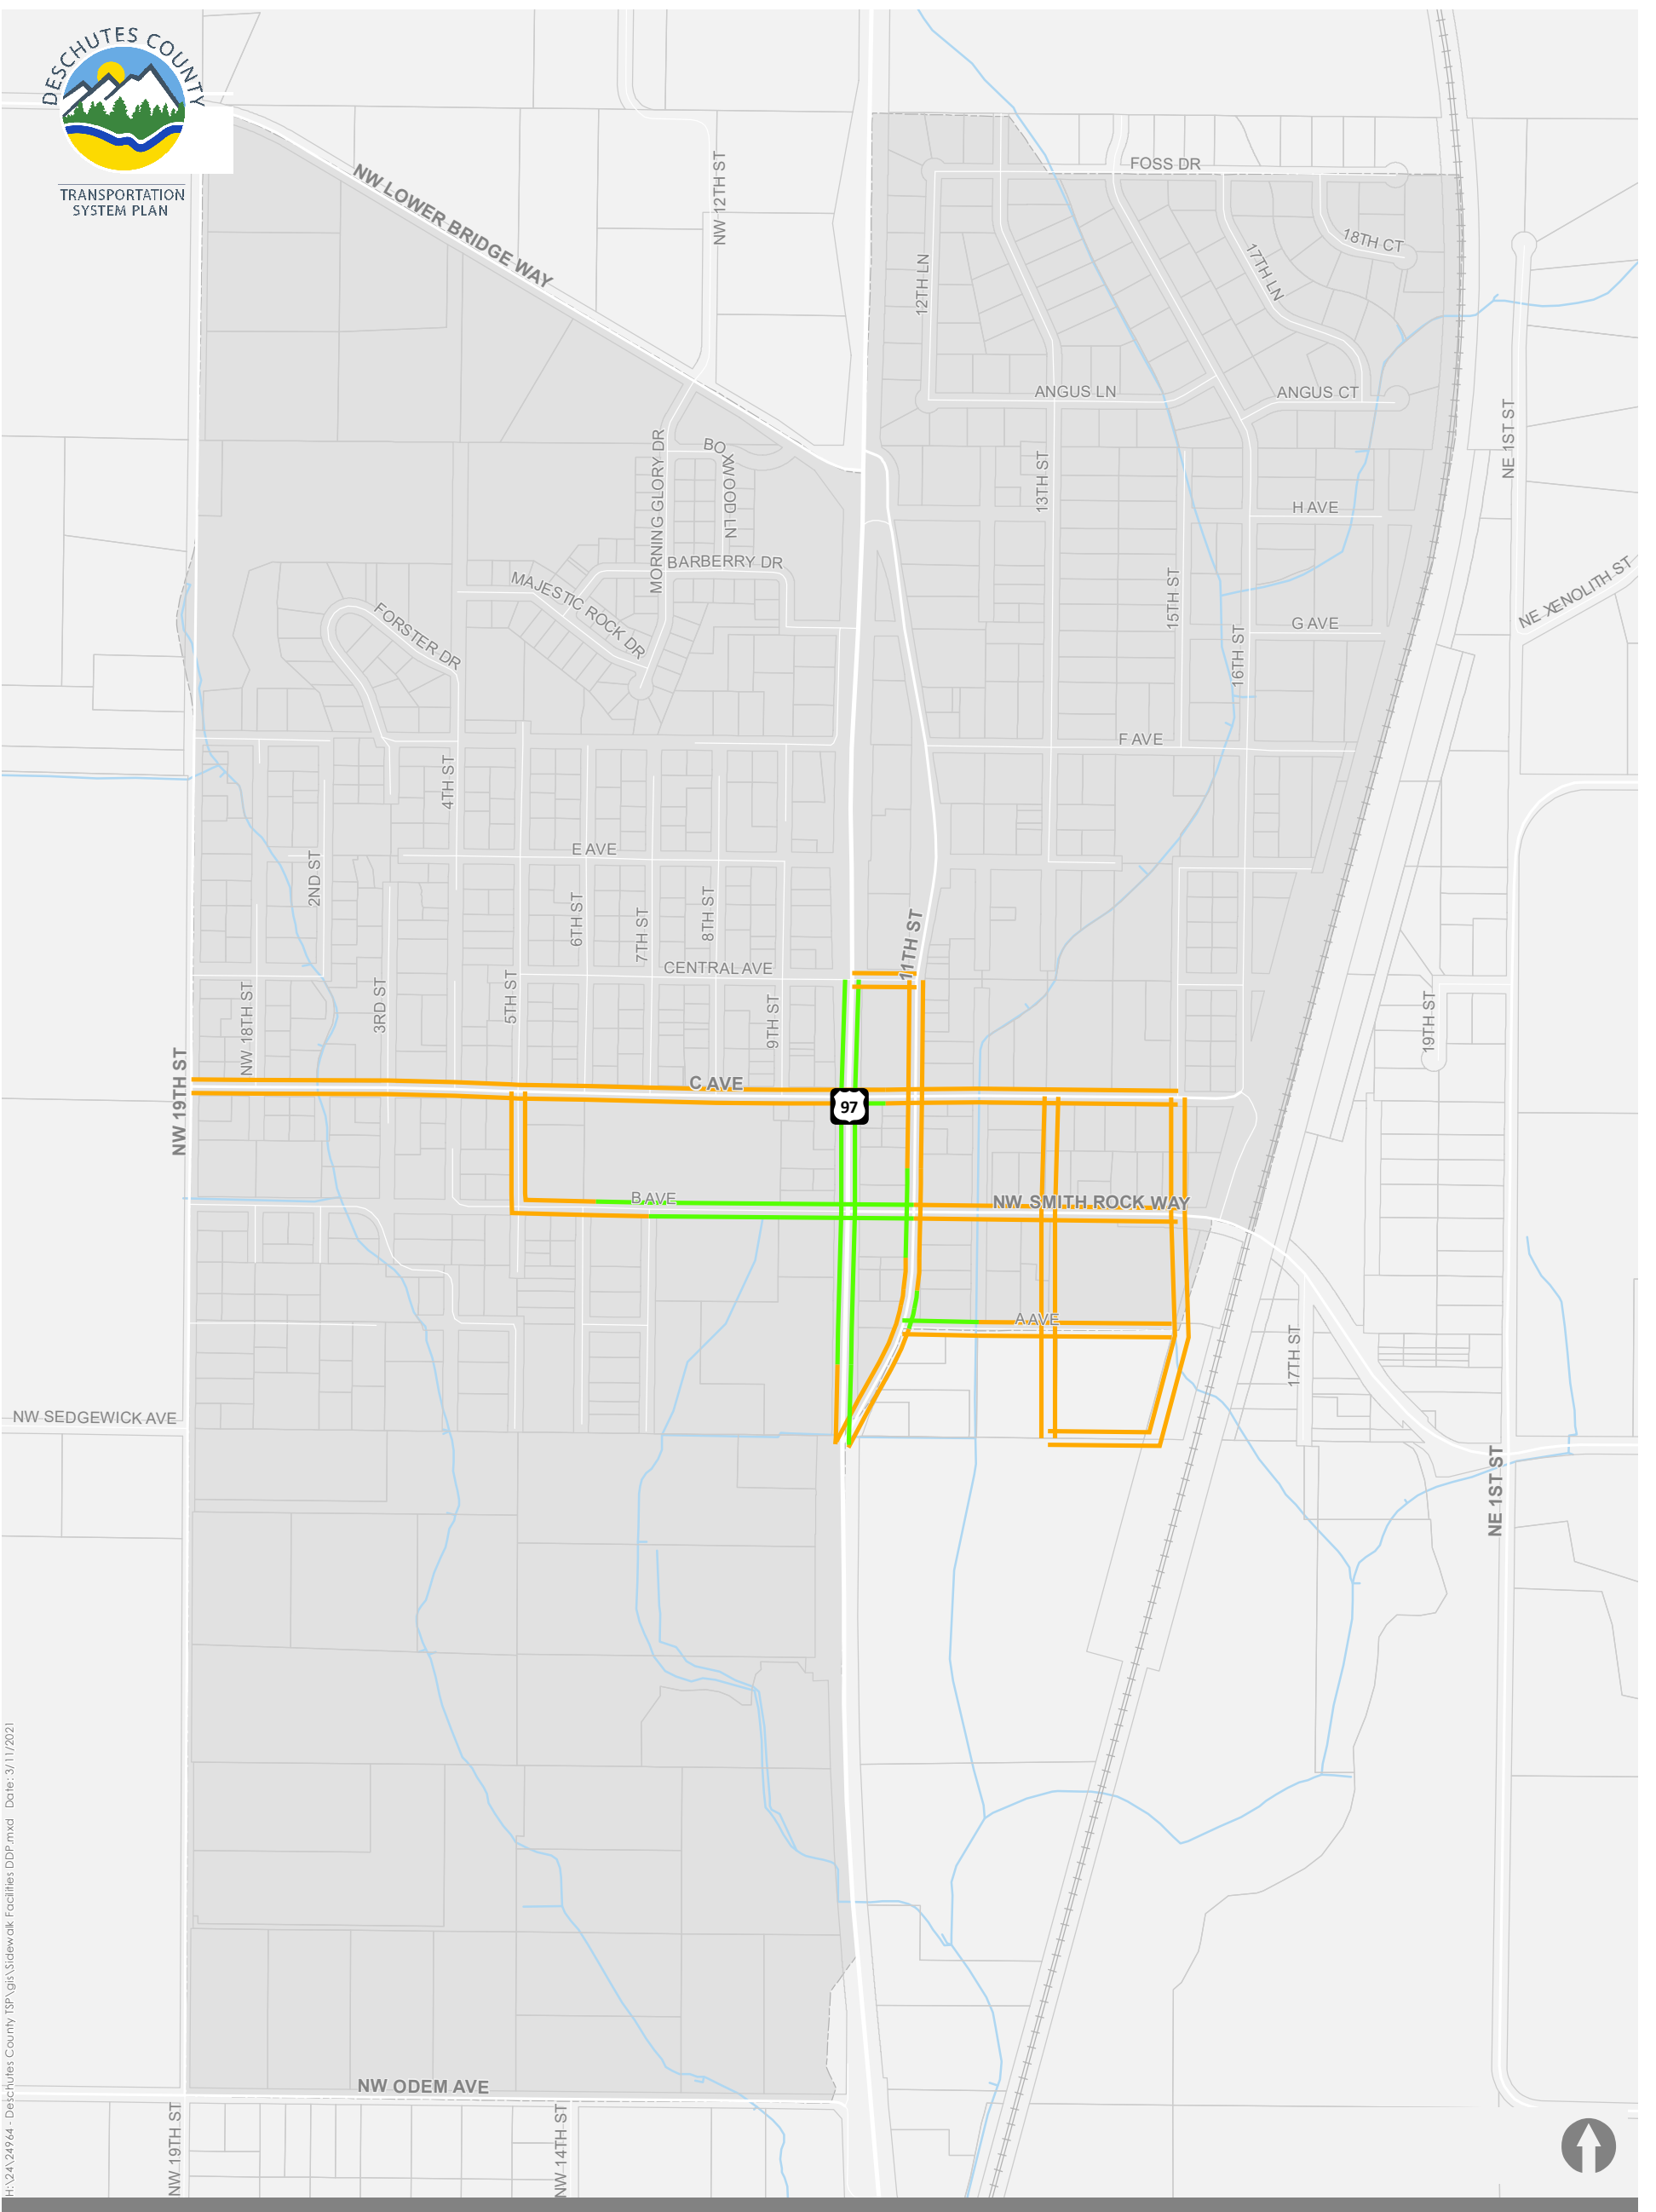 DESCHUTES COUNTY
TRANSPORTATION
SYSTEM PLAN
NW LOWER BRIDGE WAY
NW 12TH ST
FOSS DR
18TH CT
17TH LN
12TH LN
ANGUS LN
ANGUS CT
NE 1ST ST
BOXWOOD LN
MORNING GLORY DR
13TH ST
H AVE
BARBERRY DR
MAJESTIC ROCK DR
FORSTER DR
15TH ST
16TH ST
G AVE
NE XENOLITH ST
F AVE
4TH ST
E AVE
2ND ST
6TH ST
7TH ST
8TH ST
11TH ST
CENTRAL AVE
NW 18TH ST
3RD ST
5TH ST
9TH ST
19TH ST
NW 19TH ST
C AVE
97
B AVE
NW SMITH ROCK WAY
A AVE
17TH ST
NW SEDGEWICK AVE
NE 1ST ST
NW ODEM AVE
NW 19TH ST
NW 14TH ST
H:\24\24964 - Deschutes County TSP\gis\Sidewalk Facilities DDP.mxd Date: 3/11/2021